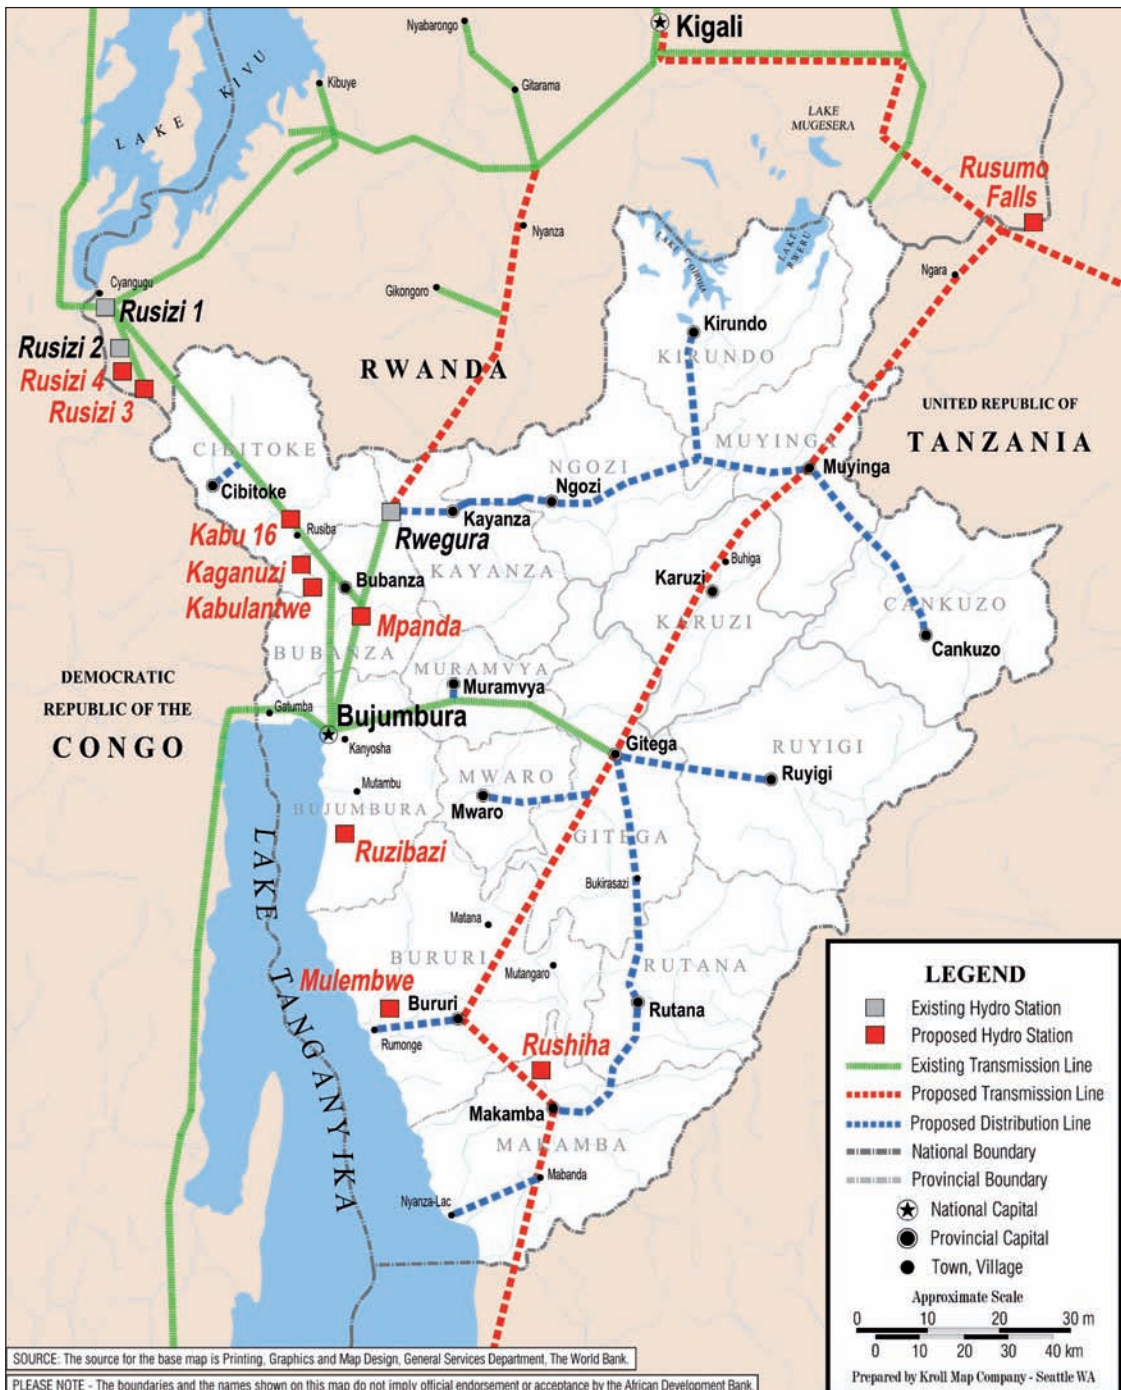 Nyabarongo
Kigali
Kibuye
Gitarama
LAKE KIVU
LAKE
MUGESERA
Rusumo
Falls
Nyanza
LAKE RWERU
Ngara
Cyangugu
Gikongoro
Rusizi 1
Kirundo
KIRUNDO
Rusizi 2
Rusizi 4
Rusizi 3
RWANDA
UNITED REPUBLIC OF
TANZANIA
CIBITOKE
NGOZI
MUYINGA
Muyinga
Cibitoke
Ngozi
Kayanza
Kabu 16
Rusiba
Rwegura
Buhiga
Kaganuzi
KAYANZA
Karuzi
Kabulantwe
Bubanza
CANKUZO
Mpanda
KARUZI
Cankuzo
BUBANZA
MURAMVYA
DEMOCRATIC
REPUBLIC OF THE
CONGO
Muramvya
Gatumba
Bujumbura
Kanyosha
Gitega
RUYIGI
Ruyigi
MWARO
Mutambu
Mwaro
BUJUMBURA
GITEGA
Ruzibazi
Bukirasazi
LAKE TANGANYIKA
Matana
BURURI
Mutangaro
RUTANA
Mulembwe
Bururi
Rutana
Rumonge
Rushiha
Makamba
MAKAMBA
Mabanda
Nyanza-Lac
LEGEND
Existing Hydro Station
Proposed Hydro Station
Existing Transmission Line
Proposed Transmission Line
Proposed Distribution Line
National Boundary
Provincial Boundary
National Capital
Provincial Capital
Town, Village
Approximate Scale
0 10 20 30 m
0 10 20 30 40 km
Prepared by Kroll Map Company - Seattle WA
SOURCE: The source for the base map is Printing, Graphics and Map Design, General Services Department, The World Bank.
PLEASE NOTE - The boundaries and the names shown on this map do not imply official endorsement or acceptance by the African Development Bank.